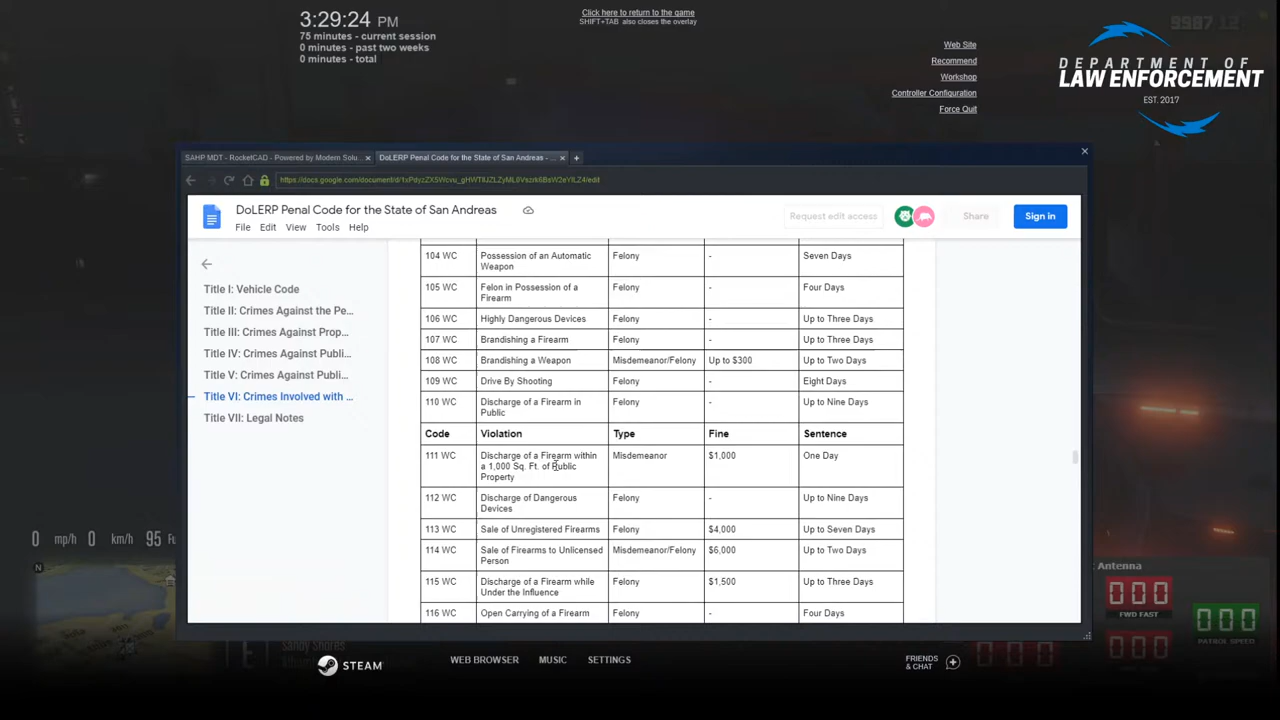 3:29:24 PM
75 minutes - current session
0 minutes - past two weeks
0 minutes - total
Click here to return to the game
SHIFT+TAB also closes the overlay
Web Site
Recommend
Workshop
Controller Configuration
Force Quit
9987 12
DEPARTMENT OF
LAW ENFORCEMENT
EST. 2017
SAHP MDT - RocketCAD - Powered by Modern Solu...
DoLERP Penal Code for the State of San Andreas - ...
DoLERP Penal Code for the State of San Andreas
File Edit View Tools Help
Request edit access
Share
Sign in
Title I: Vehicle Code
Title II: Crimes Against the Pe...
Title III: Crimes Against Prop...
Title IV: Crimes Against Publi...
Title V: Crimes Against Publi...
Title VI: Crimes Involved with ...
Title VII: Legal Notes
104 WC Possession of an Automatic Weapon Felony - Seven Days
105 WC Felon in Possession of a Firearm Felony - Four Days
106 WC Highly Dangerous Devices Felony - Up to Three Days
107 WC Brandishing a Firearm Felony - Up to Three Days
108 WC Brandishing a Weapon Misdemeanor/Felony Up to $300 Up to Two Days
109 WC Drive By Shooting Felony - Eight Days
110 WC Discharge of a Firearm in Public Felony - Up to Nine Days
Code Violation Type Fine Sentence
111 WC Discharge of a Firearm within a 1,000 Sq. Ft. of Public Property Misdemeanor $1,000 One Day
112 WC Discharge of Dangerous Devices Felony - Up to Nine Days
113 WC Sale of Unregistered Firearms Felony $4,000 Up to Seven Days
114 WC Sale of Firearms to Unlicensed Person Misdemeanor/Felony $6,000 Up to Two Days
115 WC Discharge of a Firearm while Under the Influence Felony $1,500 Up to Three Days
116 WC Open Carrying of a Firearm Felony - Four Days
0 mp/h 0 km/h 95
N
Sandy Shores
Antenna
000
FWD FAST
000
PATROL SPEED
000
STEAM
WEB BROWSER
MUSIC
SETTINGS
FRIENDS
& CHAT